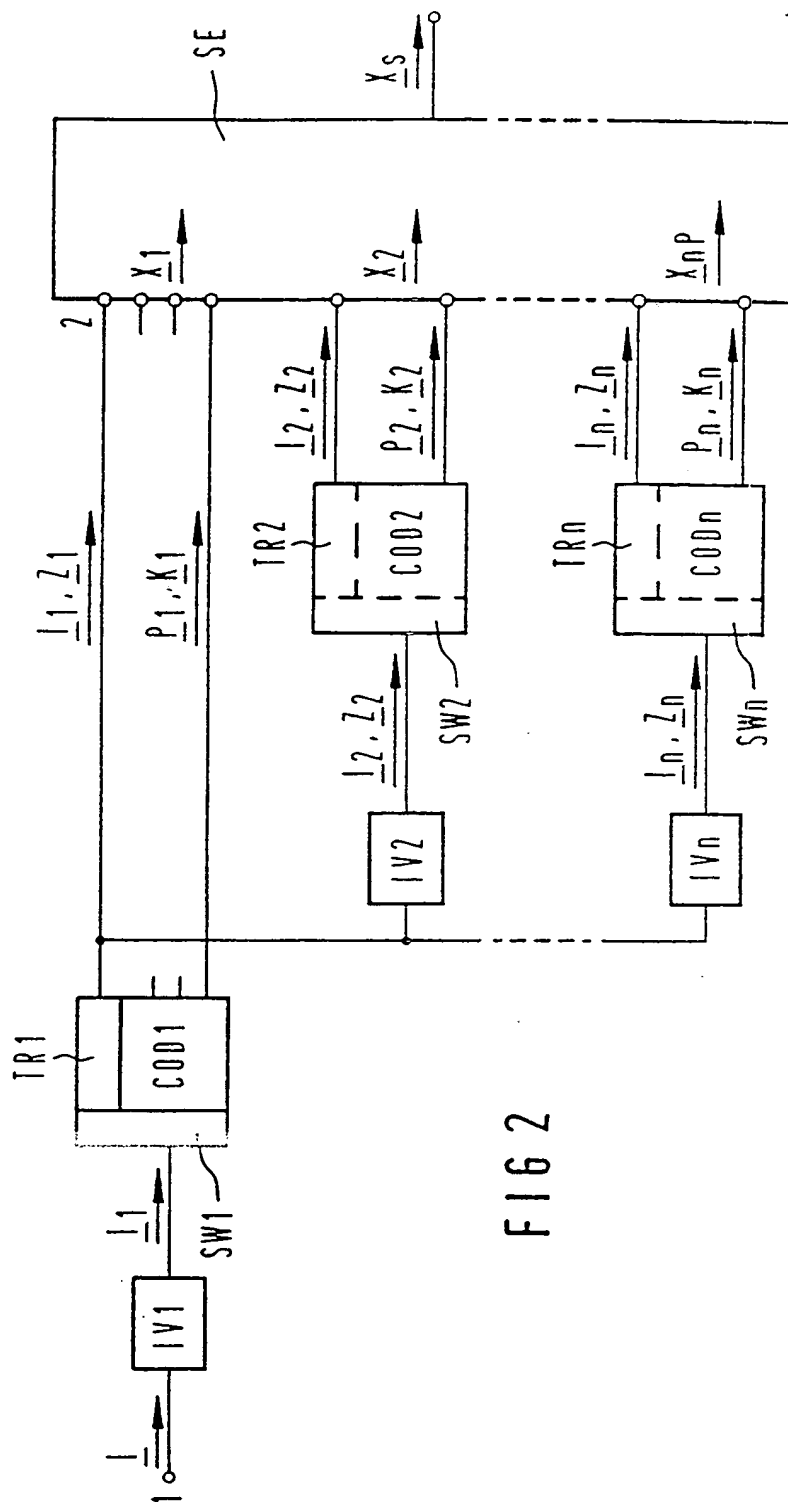 TR1
I1, Z1
2
1
I
IV1
I1
SW1
COD1
P1, K1
X1
SE
TR2
I2, Z2
IV2
I2, Z2
SW2
COD2
P2, K2
X2
Xs
TRn
In, Zn
IVn
In, Zn
SWn
CODn
Pn, Kn
XnP
FIG 2